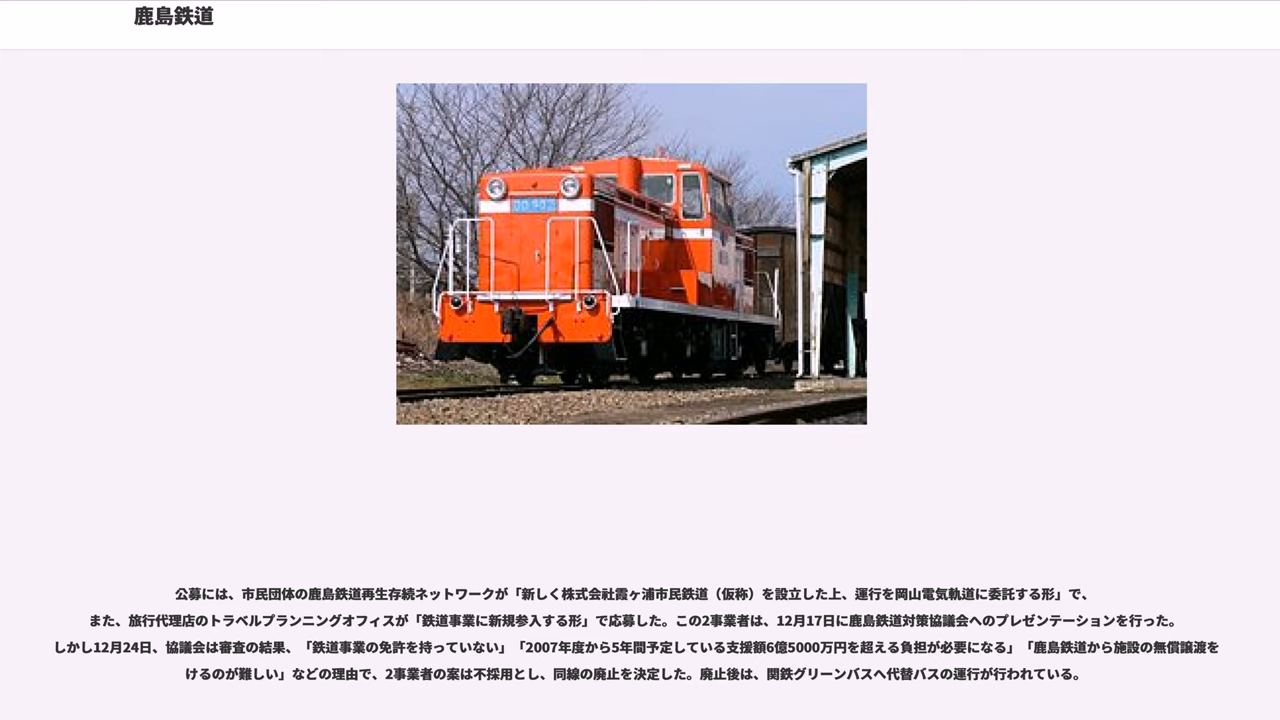 鹿島鉄道
公募には、市民団体の鹿島鉄道再生存続ネットワークが「新しく株式会社霞ヶ浦市民鉄道（仮称）を設立した上、運行を岡山電気軌道に委託する形」で、
また、旅行代理店のトラベルプランニングオフィスが「鉄道事業に新規参入する形」で応募した。この2事業者は、12月17日に鹿島鉄道対策協議会へのプレゼンテーションを行った。
しかし12月24日、協議会は審査の結果、「鉄道事業の免許を持っていない」「2007年度から5年間予定している支援額6億5000万円を超える負担が必要になる」「鹿島鉄道から施設の無償譲渡を
けるのが難しい」などの理由で、2事業者の案は不採用とし、同線の廃止を決定した。廃止後は、関鉄グリーンバスへ代替バスの運行が行われている。